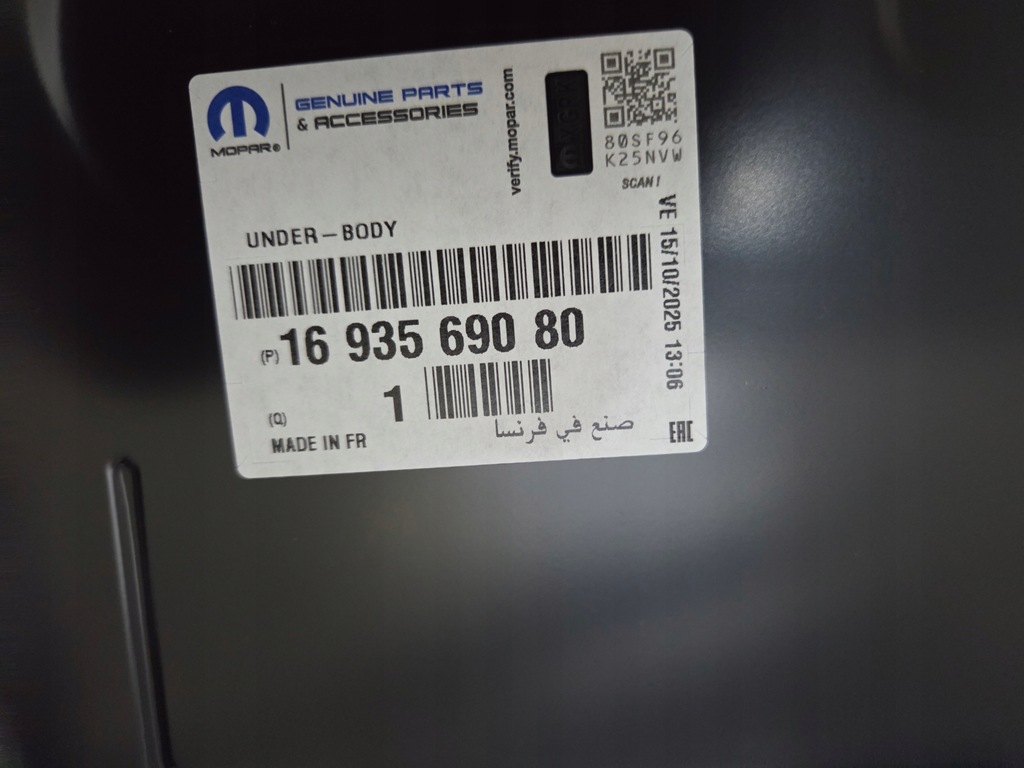 MOPAR®
GENUINE PARTS
& ACCESSORIES
verify.mopar.com
80SF96
K25NVW
SCAN!
UNDER-BODY
VE 15/10/2025 13:06
(P) 16 935 690 80
(Q) 1
MADE IN FR
صنع في فرنسا
EAC